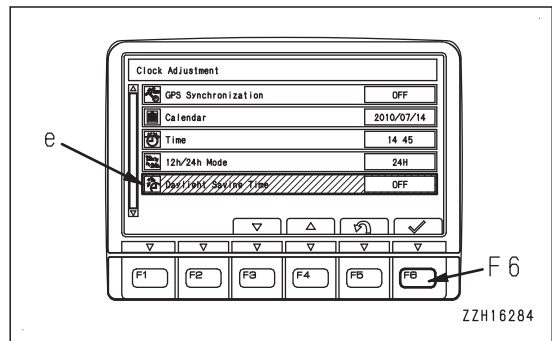 Clock Adjustment
GPS Synchronization OFF
Calendar 2010/07/14
Time 14 45
12h/24h Mode 24H
e
Daylight Saving Time OFF
F1 F2 F3 F4 F5 F6
F6
ZZH16284